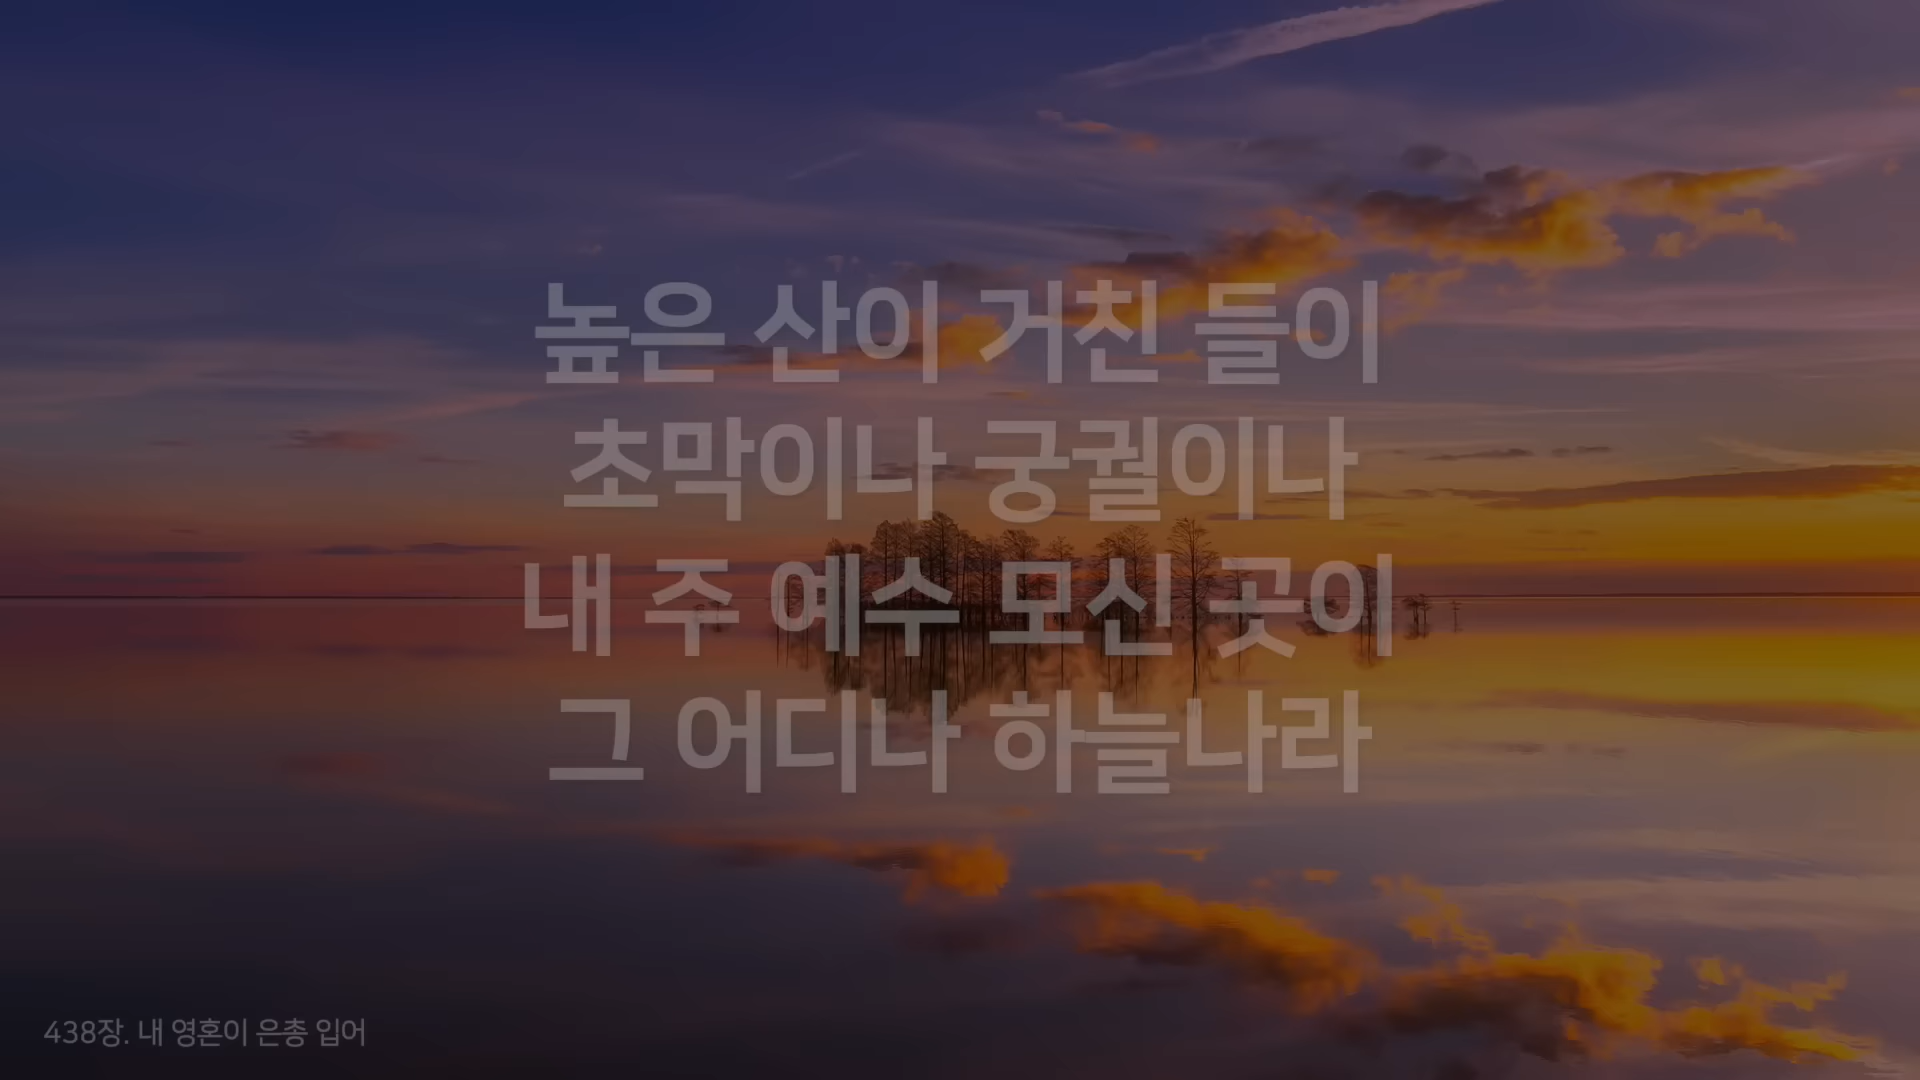 높은 산이 거친 들이
초막이나 궁궐이나
내 주 예수 모신 곳이
그 어디나 하늘나라
438장. 내 영혼이 은총 입어